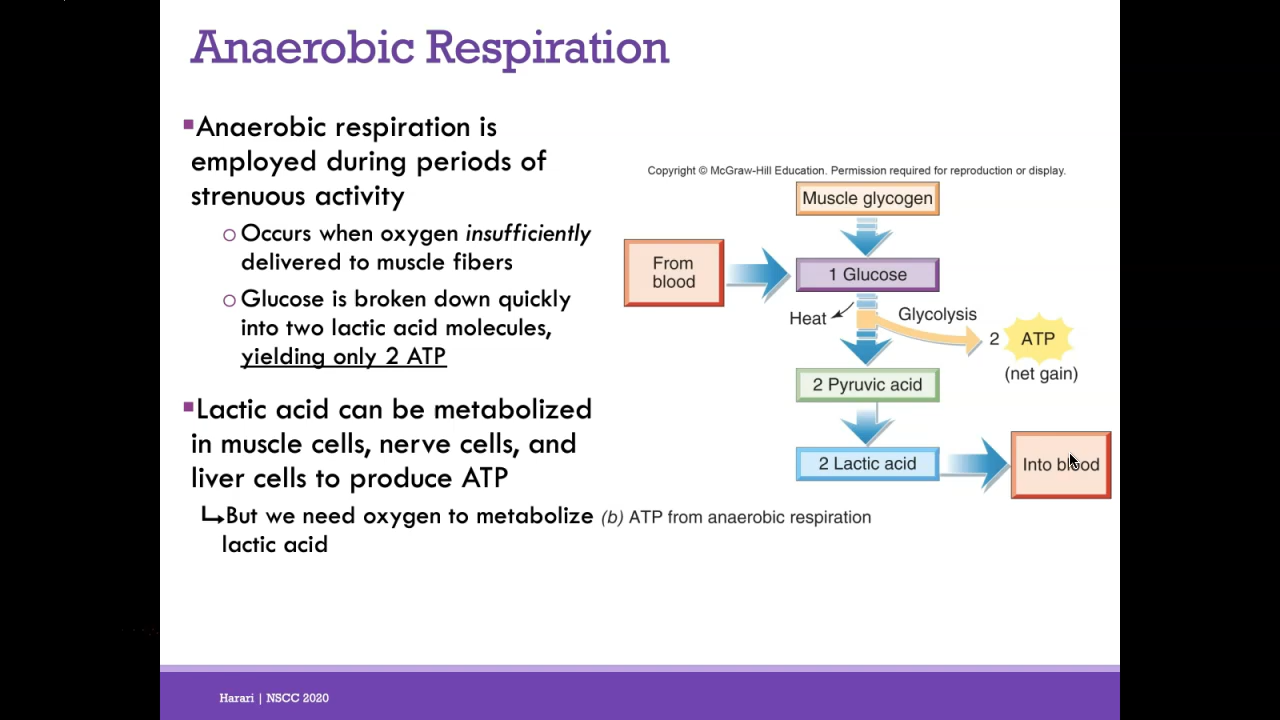 Anaerobic Respiration
▪Anaerobic respiration is
employed during periods of
strenuous activity
o Occurs when oxygen insufficiently
delivered to muscle fibers
o Glucose is broken down quickly
into two lactic acid molecules,
yielding only 2 ATP
▪Lactic acid can be metabolized
in muscle cells, nerve cells, and
liver cells to produce ATP
↳But we need oxygen to metabolize
lactic acid
Copyright © McGraw-Hill Education. Permission required for reproduction or display.
Muscle glycogen
From
blood
1 Glucose
Heat
Glycolysis
2 ATP
(net gain)
2 Pyruvic acid
2 Lactic acid
Into blood
(b) ATP from anaerobic respiration
Harari | NSCC 2020